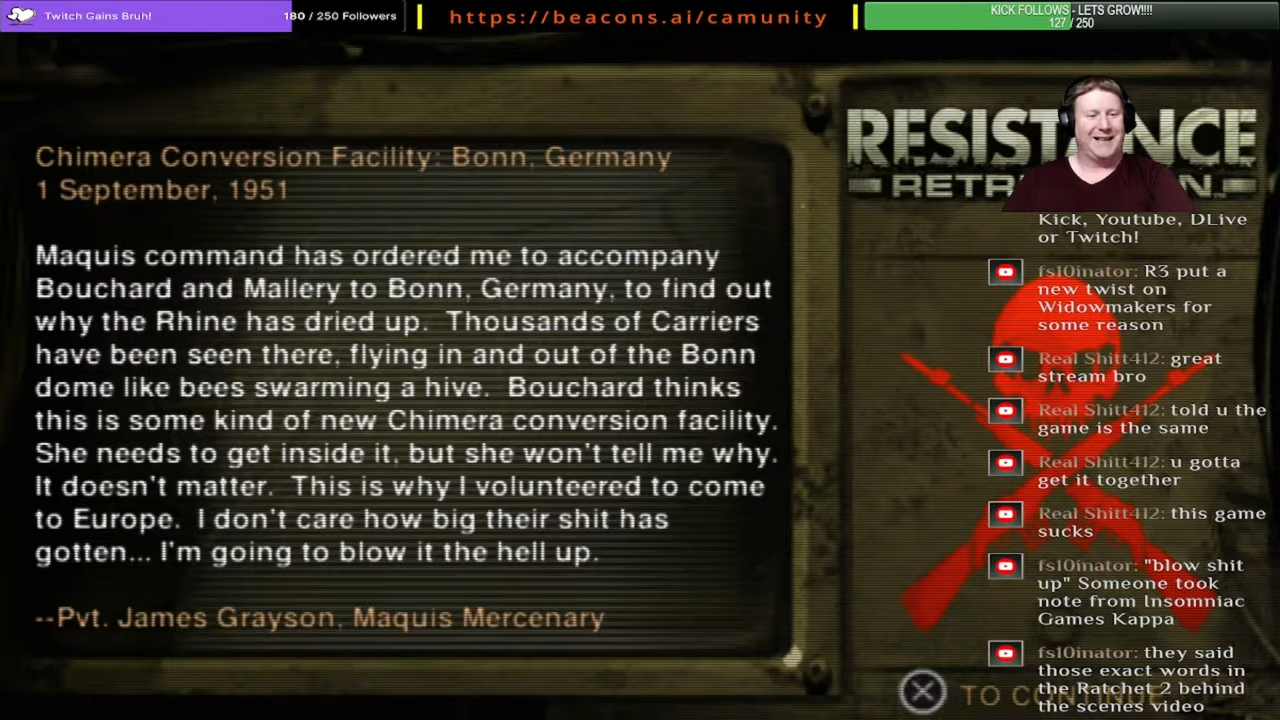 Twitch Gains Bruh!
180 / 250 Followers
https://beacons.ai/camunity
KICK FOLLOWS - LETS GROW!!!!
127 / 250
Chimera Conversion Facility: Bonn, Germany
1 September, 1951
Maquis command has ordered me to accompany
Bouchard and Mallery to Bonn, Germany, to find out
why the Rhine has dried up. Thousands of Carriers
have been seen there, flying in and out of the Bonn
dome like bees swarming a hive. Bouchard thinks
this is some kind of new Chimera conversion facility.
She needs to get inside it, but she won't tell me why.
It doesn't matter. This is why I volunteered to come
to Europe. I don't care how big their shit has
gotten... I'm going to blow it the hell up.
--Pvt. James Grayson, Maquis Mercenary
Kick, Youtube, DLive
or Twitch!
fs10inator: R3 put a
new twist on
Widowmakers for
some reason
Real Shitt412: great
stream bro
Real Shitt412: told u the
game is the same
Real Shitt412: u gotta
get it together
Real Shitt412: this game
sucks
fs10inator: "blow shit
up" Someone took
note from Insomniac
Games Kappa
fs10inator: they said
those exact words in
the Ratchet 2 behind
the scenes video
TO